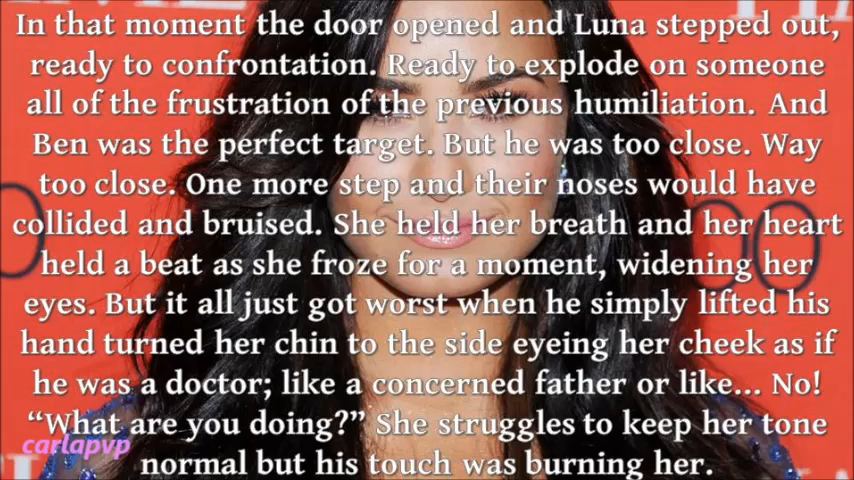 In that moment the door opened and Luna stepped out,
ready to confrontation. Ready to explode on someone
all of the frustration of the previous humiliation. And
Ben was the perfect target. But he was too close. Way
too close. One more step and their noses would have
collided and bruised. She held her breath and her heart
held a beat as she froze for a moment, widening her
eyes. But it all just got worst when he simply lifted his
hand turned her chin to the side eyeing her cheek as if
he was a doctor; like a concerned father or like... No!
“What are you doing?” She struggles to keep her tone
carlapvp
normal but his touch was burning her.